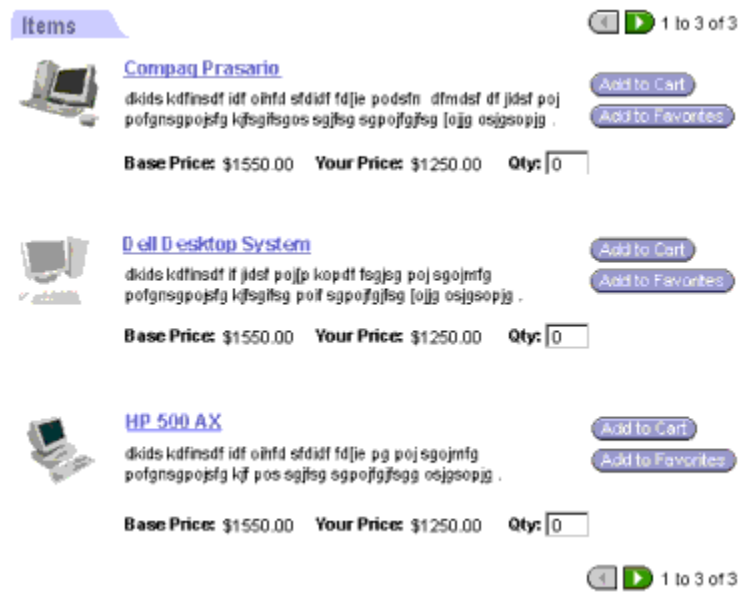 Items
1 to 3 of 3
Compaq Prasario
Add to Cart
dkids kdfinsdf idf oihfd sfdidf fd[ie podsfn dfmdsf df jidsf poj
pofgnsgpojsfg kjfsgifsgos sgjfsg sgpojfgjfsg [ojjg osjgsopjg .
Add to Favorites
Base Price: $1550.00 Your Price: $1250.00 Qty: 0
Dell Desktop System
Add to Cart
dkids kdfinsdf if jidsf poj[p kopdf fsgjsg poj sgojmfg
Add to Favorites
pofgnsgpojsfg kjfsgifsg poif sgpojfgjfsg [ojjg osjgsopjg .
Base Price: $1550.00 Your Price: $1250.00 Qty: 0
HP 500 AX
Add to Cart
dkids kdfinsdf idf oihfd sfdidf fd[ie pg poj sgojmfg
Add to Favorites
pofgnsgpojsfg kjf pos sgjfsg sgpojfgjfsgg osjgsopjg .
Base Price: $1550.00 Your Price: $1250.00 Qty: 0
1 to 3 of 3